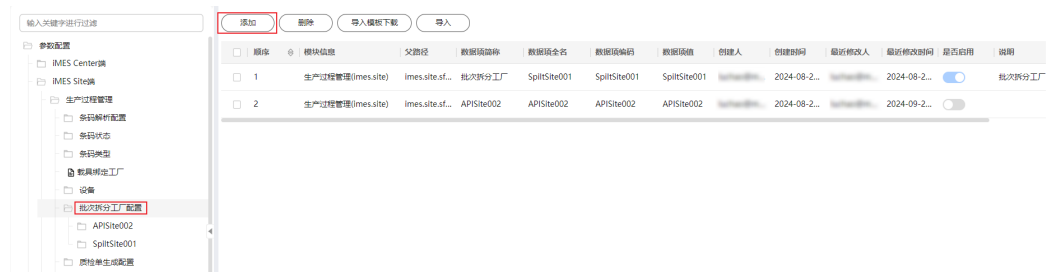 输入关键字进行过滤
参数配置
iMES Center端
iMES Site端
生产过程管理
条码解析配置
条码状态
条码类型
载具绑定工厂
设备
批次拆分工厂配置
APISite002
SpiltSite001
质检单生成配置
添加 删除 导入模板下载 导入
顺序 模块信息 父路径 数据项简称 数据项全名 数据项编码 数据项值 创建人 创建时间 最近修改人 最近修改时间 是否启用 说明
1 生产过程管理(imes.site) imes.site.sf... 批次拆分工厂 SpiltSite001 SpiltSite001 SpiltSite001 2024-08-2... 2024-08-2... 批次拆分工厂
2 生产过程管理(imes.site) imes.site.sf... APISite002 APISite002 APISite002 APISite002 2024-08-2... 2024-09-2...